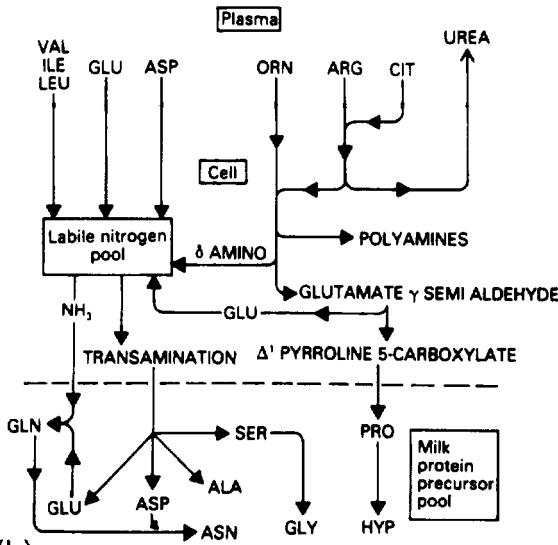 Plasma
UREA
VAL
ILE
LEU
GLU
ASP
ORN
ARG
CIT
Cell
Labile nitrogen
pool
δ AMINO
POLYAMINES
GLUTAMATE γ SEMI ALDEHYDE
NH₃
GLU
TRANSAMINATION
Δ¹ PYRROLINE 5-CARBOXYLATE
GLN
SER
PRO
Milk
protein
precursor
pool
GLU
ASP
ALA
ASN
GLY
HYP